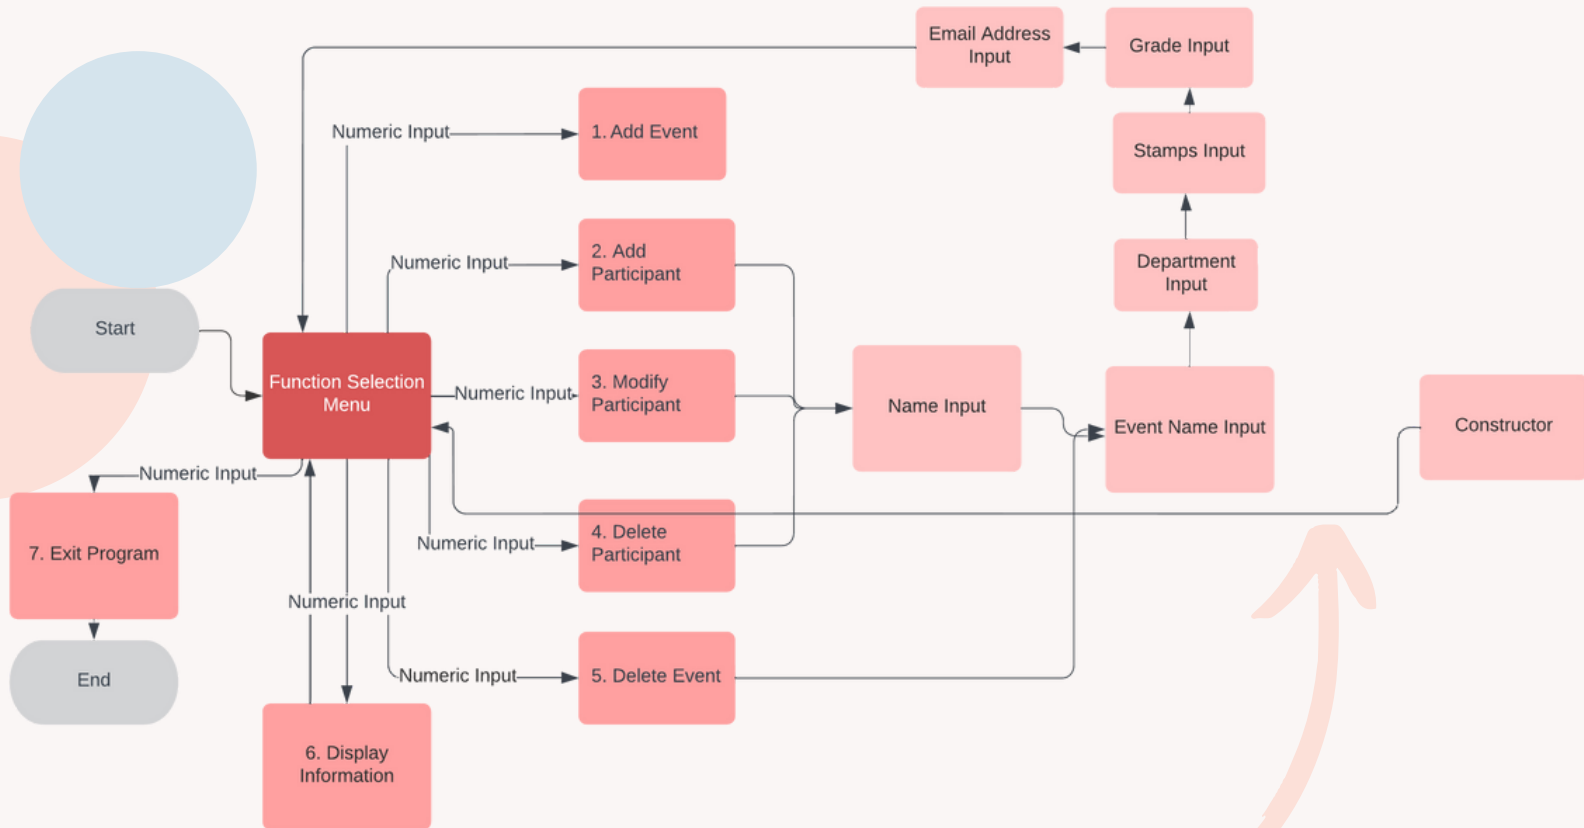 Email Address
Input
Grade Input
Numeric Input
1. Add Event
Stamps Input
Numeric Input
2. Add
Participant
Department
Input
Start
Function Selection
Menu
Numeric Input
3. Modify
Participant
Name Input
Event Name Input
Constructor
Numeric Input
7. Exit Program
Numeric Input
4. Delete
Participant
Numeric Input
End
Numeric Input
5. Delete Event
6. Display
Information